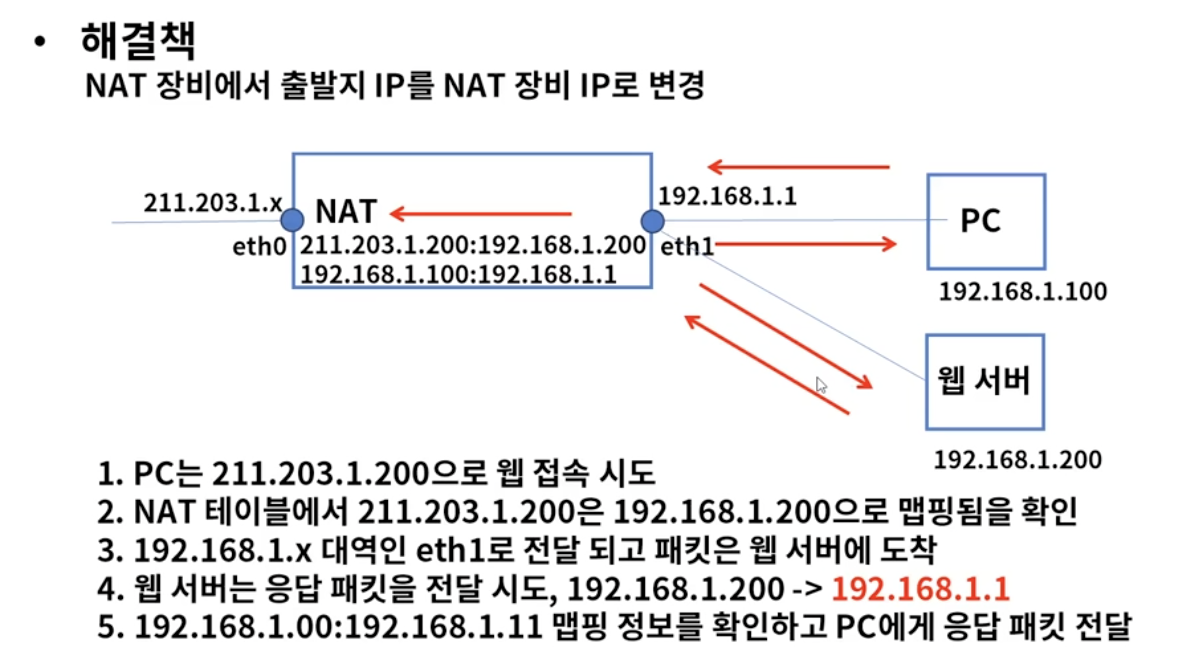 • 해결책
NAT 장비에서 출발지 IP를 NAT 장비 IP로 변경
211.203.1.x
NAT
192.168.1.1
PC
eth0
211.203.1.200:192.168.1.200
eth1
192.168.1.100:192.168.1.1
192.168.1.100
웹 서버
192.168.1.200
1. PC는 211.203.1.200으로 웹 접속 시도
2. NAT 테이블에서 211.203.1.200은 192.168.1.200으로 맵핑됨을 확인
3. 192.168.1.x 대역인 eth1로 전달 되고 패킷은 웹 서버에 도착
4. 웹 서버는 응답 패킷을 전달 시도, 192.168.1.200 -> 192.168.1.1
5. 192.168.1.00:192.168.1.11 맵핑 정보를 확인하고 PC에게 응답 패킷 전달